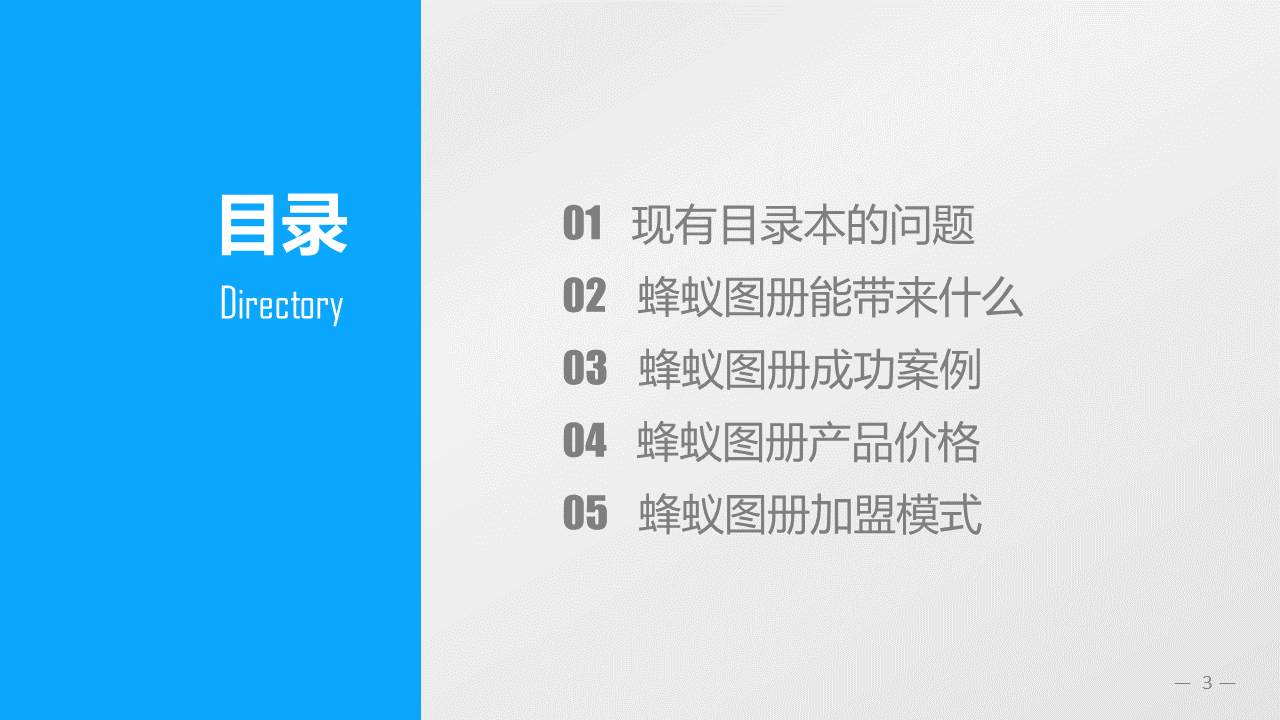 目录
Directory
01 现有目录本的问题
02 蜂蚁图册能带来什么
03 蜂蚁图册成功案例
04 蜂蚁图册产品价格
05 蜂蚁图册加盟模式
— 3 —